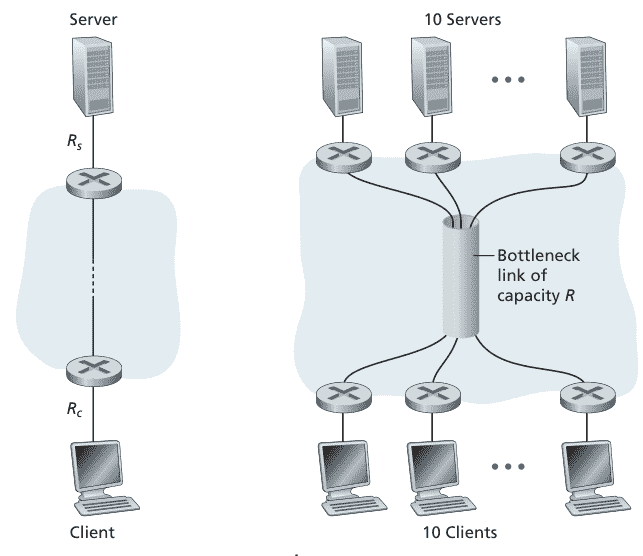 Server
10 Servers
Rs
Bottleneck
link of
capacity R
Rc
Client
10 Clients